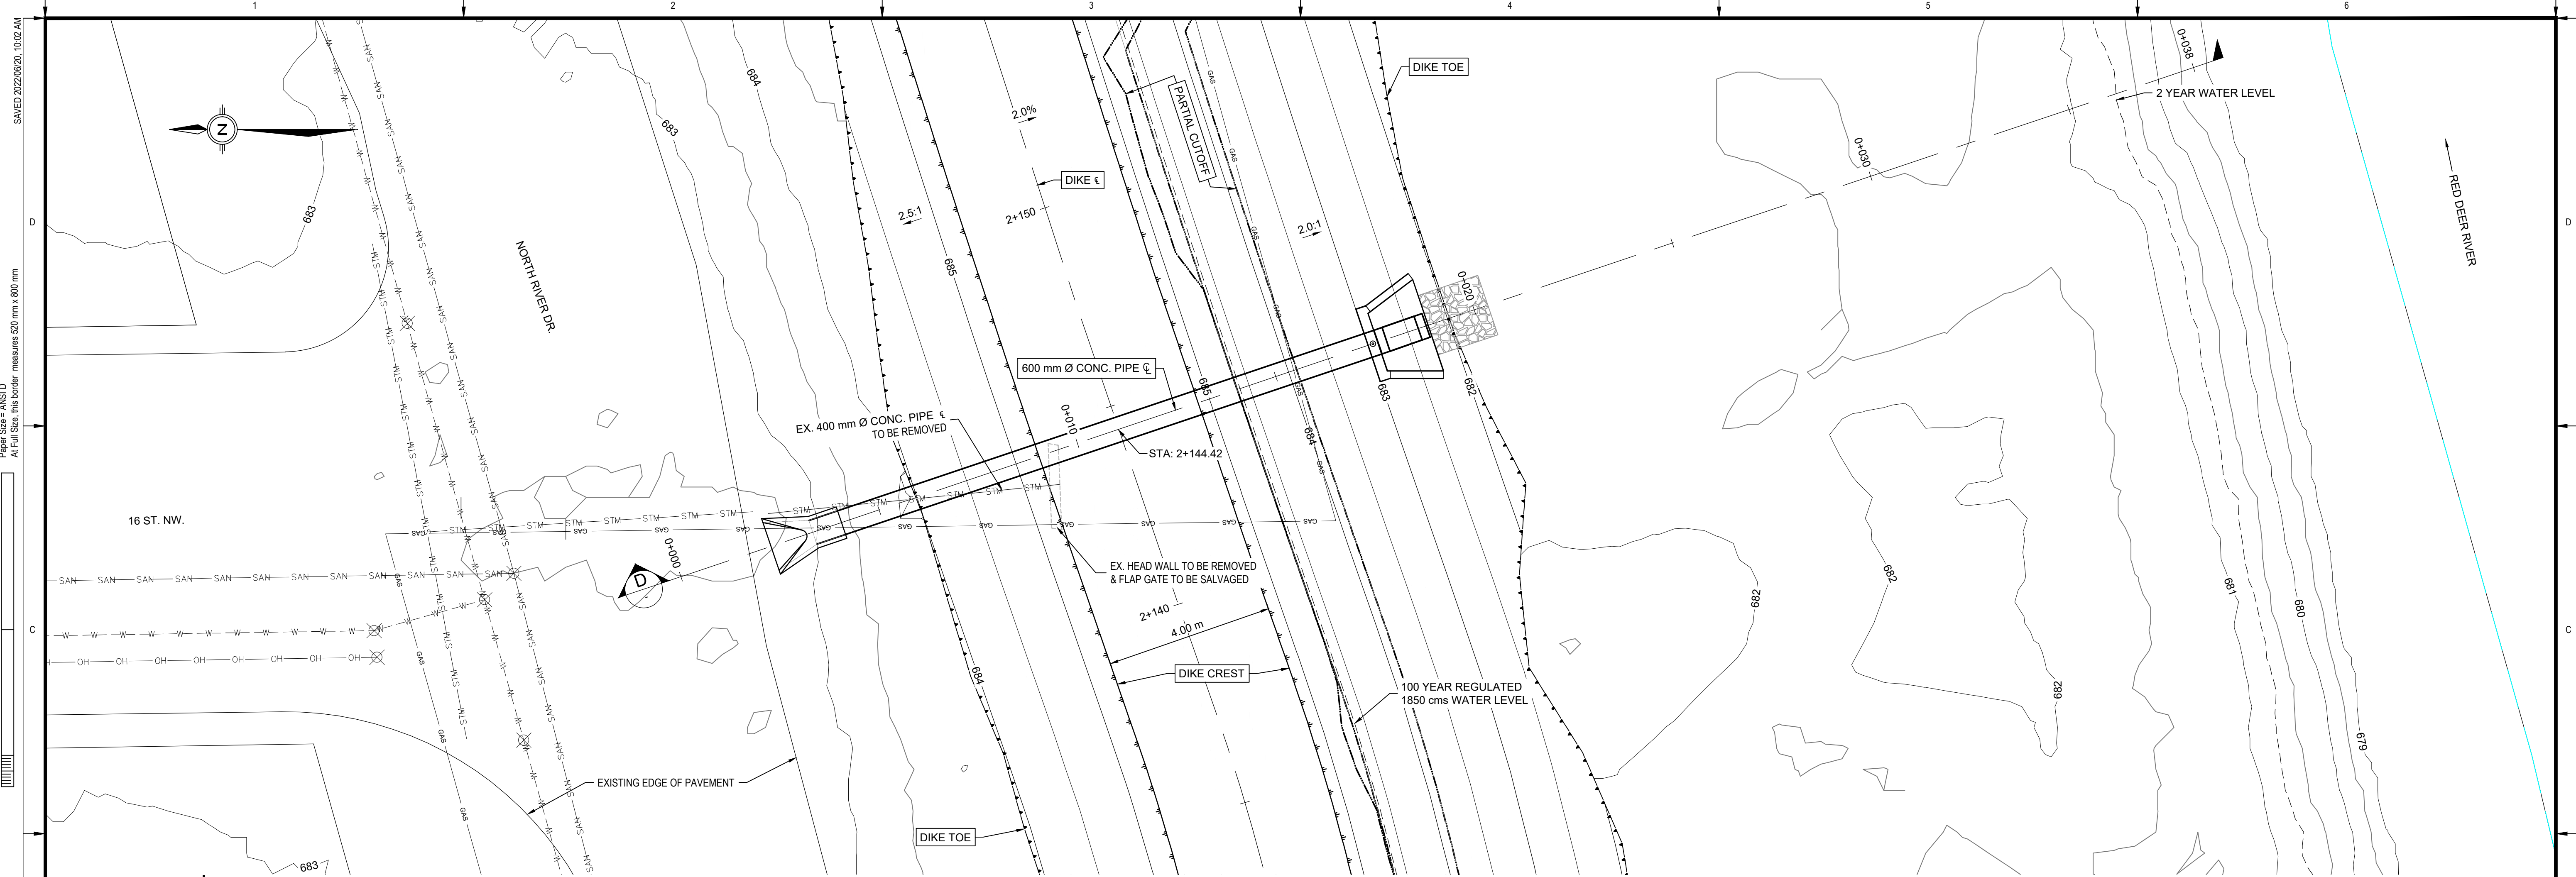 1
2
3
4
5
6
SAVED 2022/06/20, 10:02 AM
At Full Size, this border measures 520 mm x 800 mm
Paper Size = ANSI D
D
D
C
C
Z
W
SAN
STM
GAS
OH
683
683
684
NORTH RIVER DR.
16 ST. NW.
2.5:1
685
2.0%
DIKE ℄
2+150
PARTIAL CUTOFF
2.0:1
DIKE TOE
0+038
2 YEAR WATER LEVEL
0+030
RED DEER RIVER
0+020
600 mm Ø CONC. PIPE ℄
685
683
682
EX. 400 mm Ø CONC. PIPE ℄
TO BE REMOVED
0+010
STA: 2+144.42
684
0+000
D
EX. HEAD WALL TO BE REMOVED
& FLAP GATE TO BE SALVAGED
2+140
4.00 m
DIKE CREST
684
100 YEAR REGULATED
1850 cms WATER LEVEL
682
682
682
681
680
679
EXISTING EDGE OF PAVEMENT
DIKE TOE
683